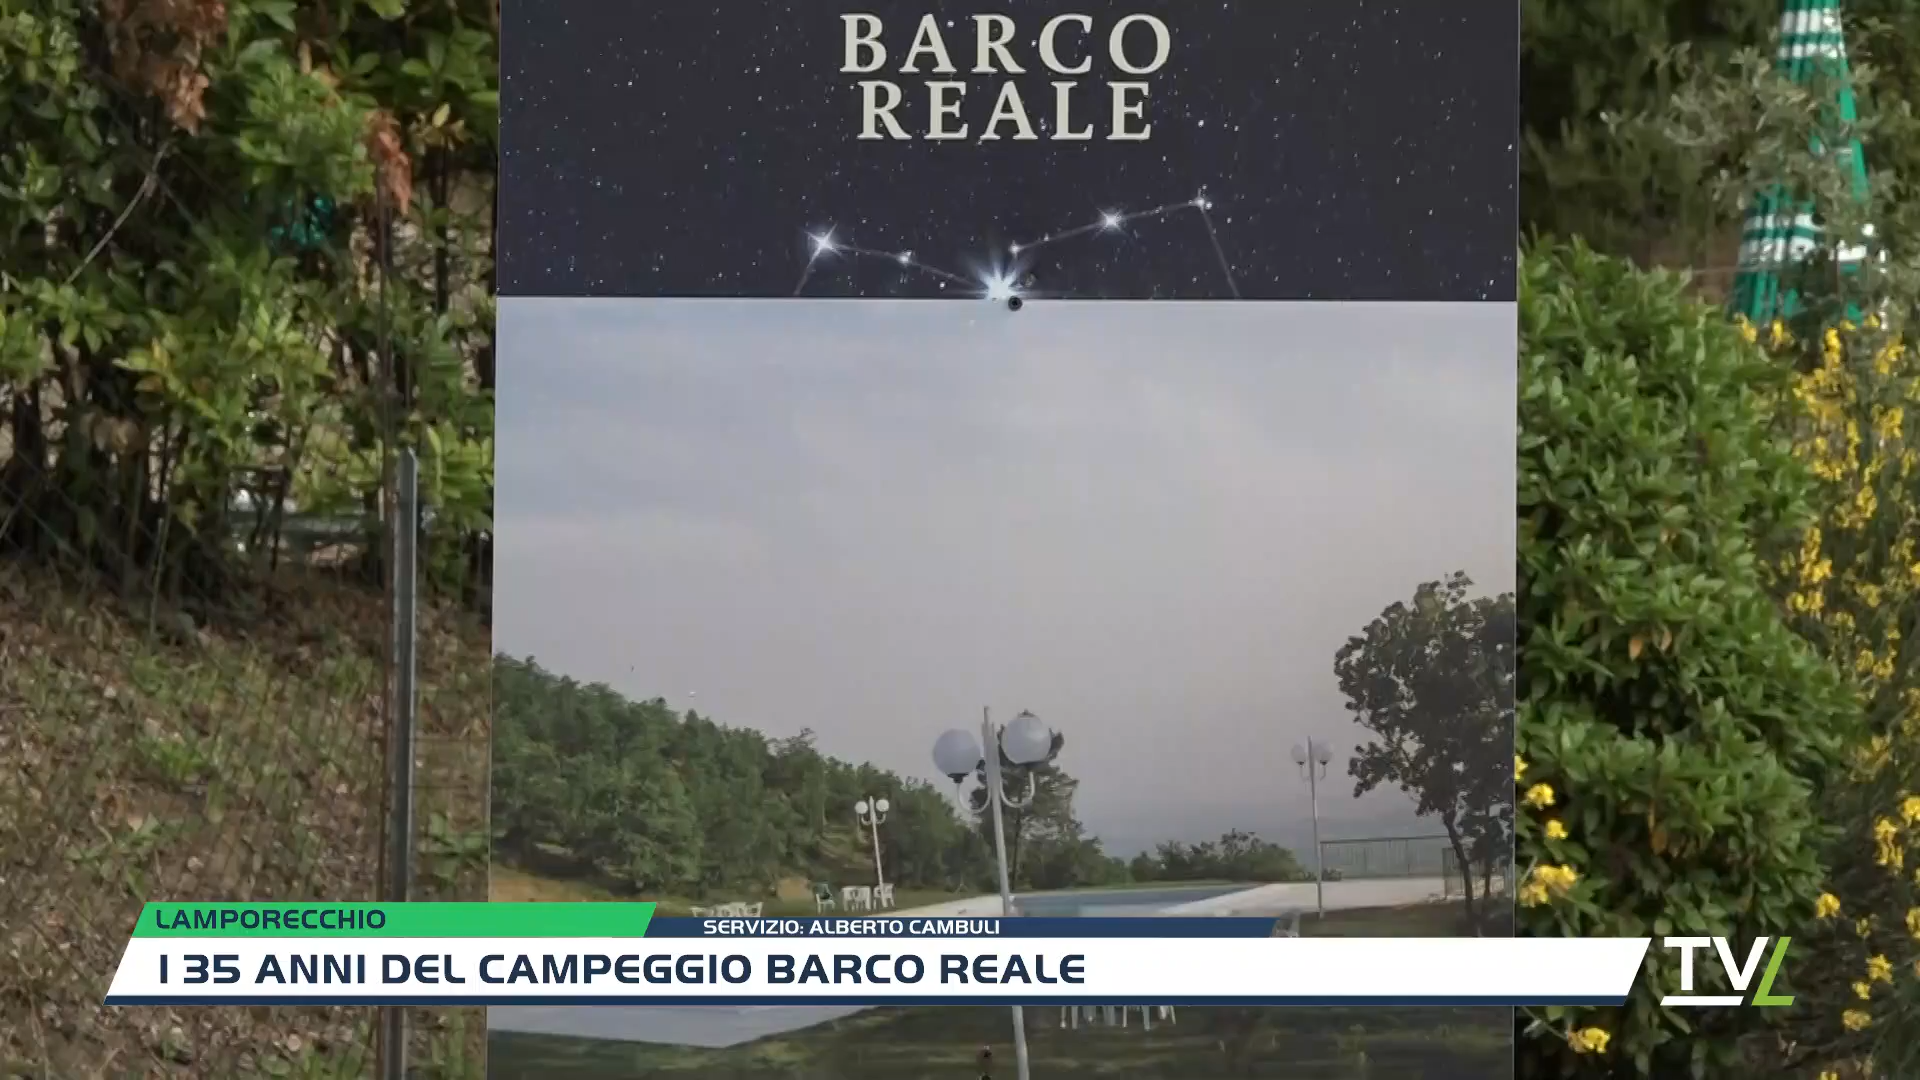 BARCO
REALE
LAMPORECCHIO
SERVIZIO: ALBERTO CAMBULI
I 35 ANNI DEL CAMPEGGIO BARCO REALE
TVL